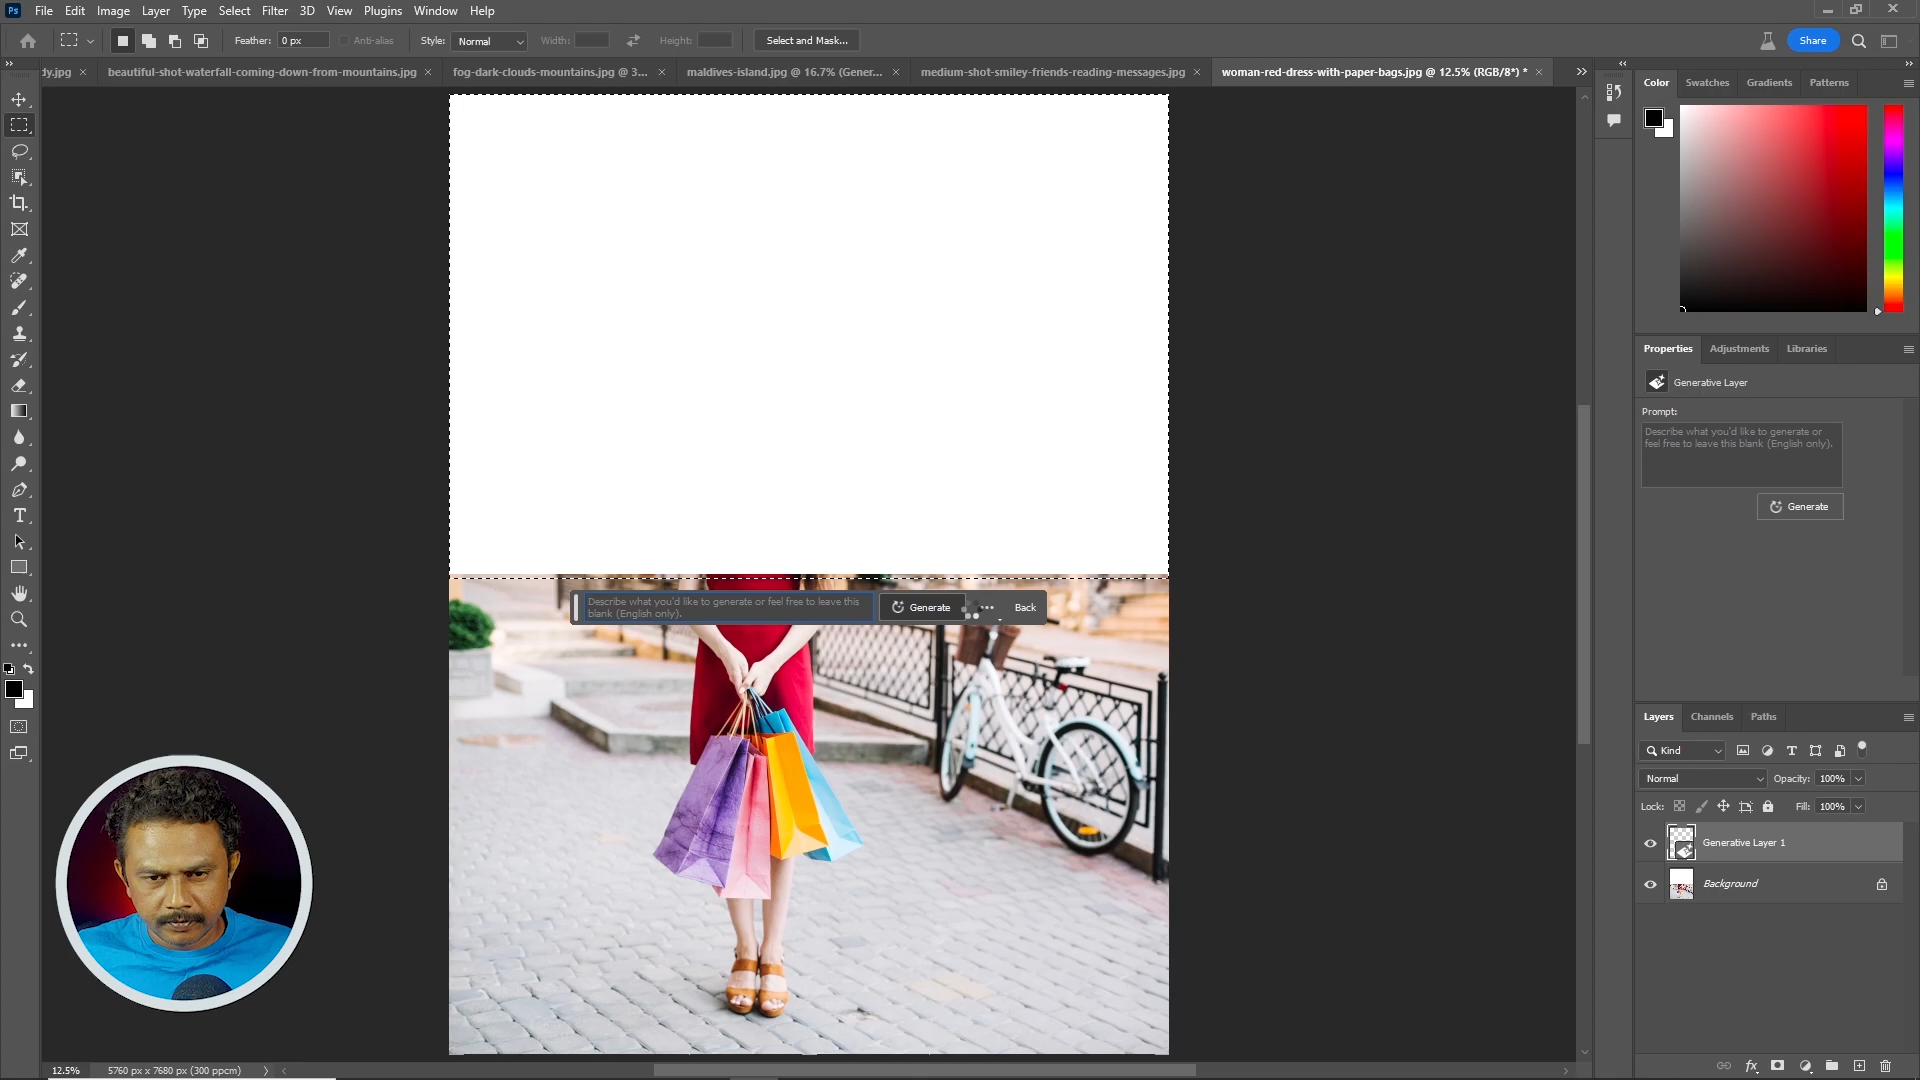 Ps File Edit Image Layer Type Select Filter 3D View Plugins Window Help
Feather: 0 px Anti-alias Style: Normal Width: Height: Select and Mask... Share
dy.jpg × beautiful-shot-waterfall-coming-down-from-mountains.jpg × fog-dark-clouds-mountains.jpg @ 3... × maldives-island.jpg @ 16.7% (Gener... × medium-shot-smiley-friends-reading-messages.jpg × woman-red-dress-with-paper-bags.jpg @ 12.5% (RGB/8*) * ×
Color Swatches Gradients Patterns
Properties Adjustments Libraries
Generative Layer
Prompt:
Describe what you'd like to generate or
feel free to leave this blank (English only).
Generate
Describe what you'd like to generate or feel free to leave this
blank (English only).
Generate Back
Layers Channels Paths
Kind
Normal Opacity: 100%
Lock: Fill: 100%
Generative Layer 1
Background
12.5% 5760 px x 7680 px (300 ppcm)